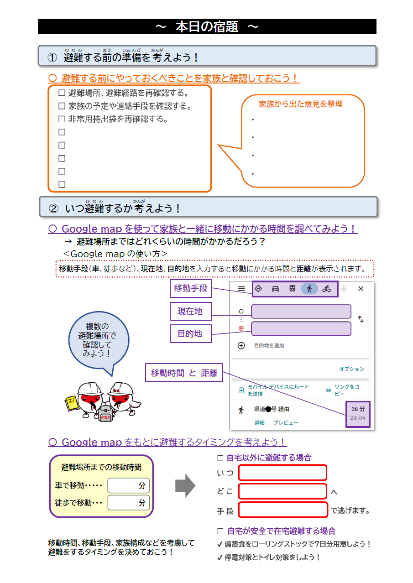 ～ 本日の宿題 ～
① 避難する前の準備を考えよう！
○ 避難する前にやっておくべきことを家族と確認しておこう！
□ 避難場所、避難経路を再確認する。
□ 家族の予定や連絡手段を確認する。
□ 非常用持出袋を再確認する。
□
□
□
□
□
家族から出た意見を整理
・
・
・
・
② いつ避難するか考えよう！
○ Google map を使って家族と一緒に移動にかかる時間を調べてみよう！
→ 避難場所まではどれくらいの時間がかかるだろう？
＜Google map の使い方＞
移動手段（車、徒歩など）、現在地、目的地を入力すると移動にかかる時間と距離が表示されます。
移動手段
現在地
目的地
目的地を追加
複数の
避難場所で
確認して
みよう！
移動時間 と 距離
オプション
モバイル デバイスにルート
を送信
リンクをコ
ピー
県道●号 経由
36 分
2.6 km
詳細 プレビュー
○ Google map をもとに避難するタイミングを考えよう！
避難場所までの移動時間
車で移動・・・・・ 分
徒歩で移動・・・ 分
□ 自宅以外に避難する場合
いつ
どこ へ
手段 で逃げます。
□ 自宅が安全で在宅避難する場合
✓ 備蓄食をローリングストックで7日分用意しよう！
✓ 停電対策とトイレ対策をしよう！
移動時間、移動手段、家族構成などを考慮して
避難をするタイミングを決めておこう！